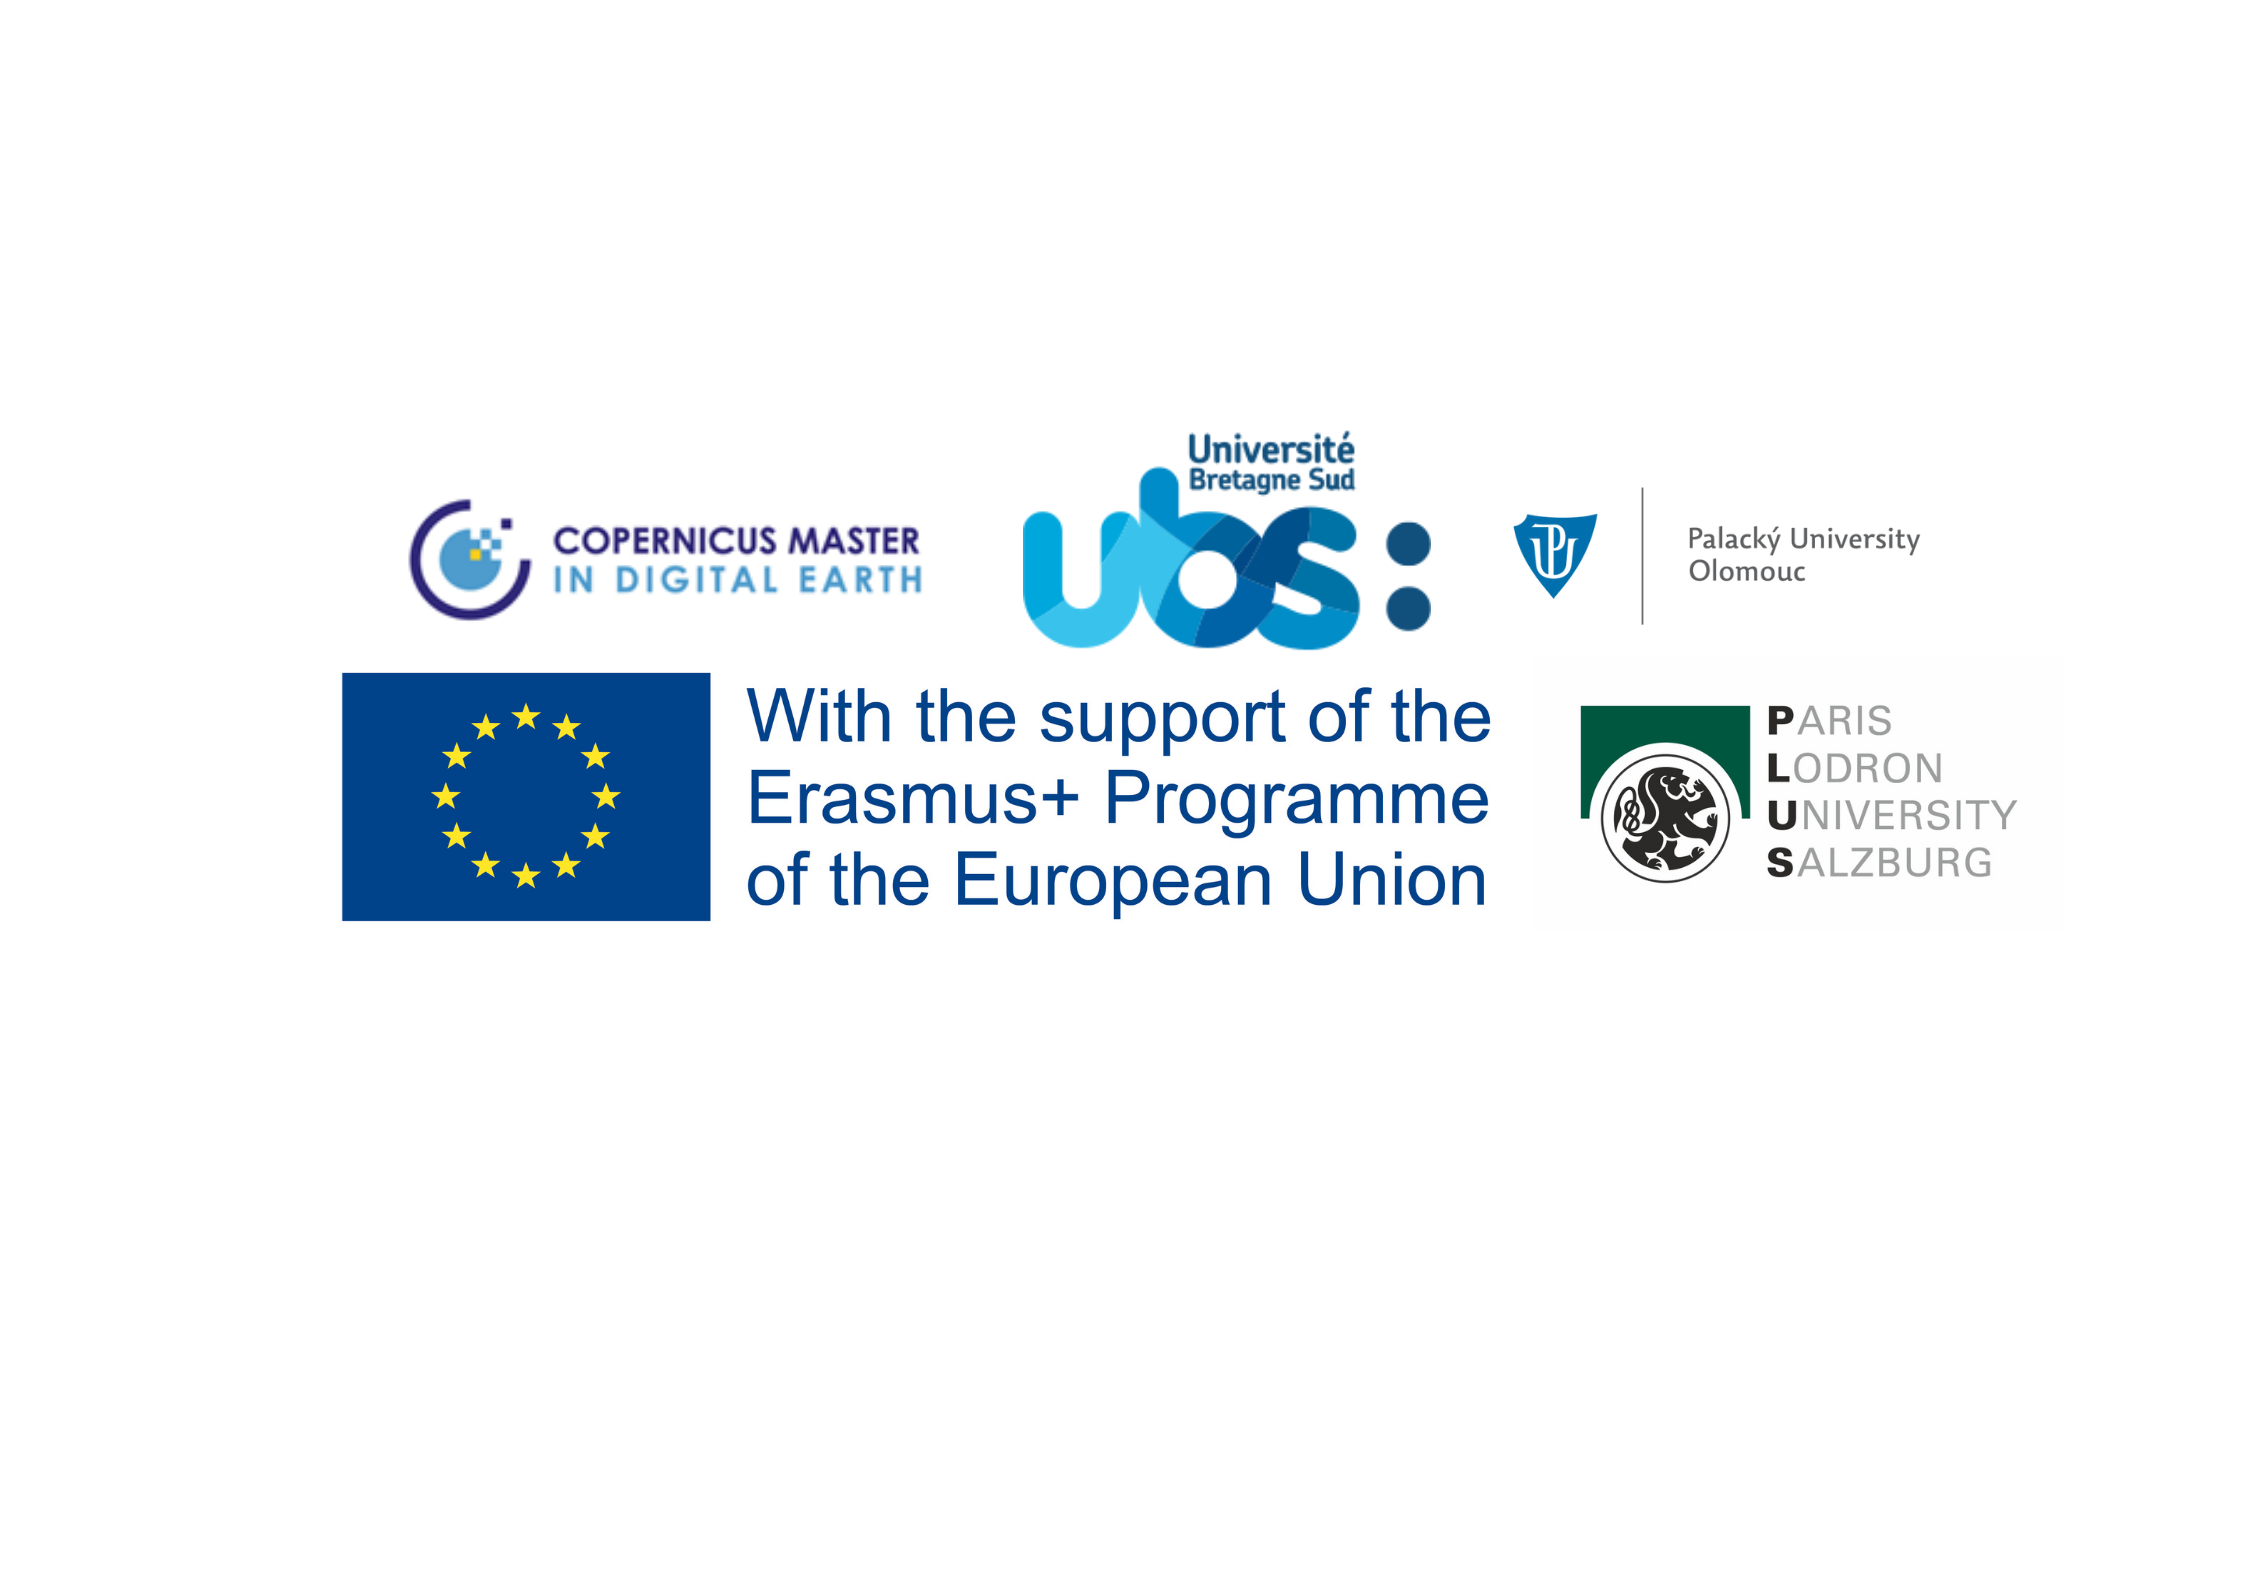 COPERNICUS MASTER
IN DIGITAL EARTH
Université
Bretagne Sud
ubs:
UP
Palacký University
Olomouc
With the support of the
Erasmus+ Programme
of the European Union
PARIS
LODRON
UNIVERSITY
SALZBURG